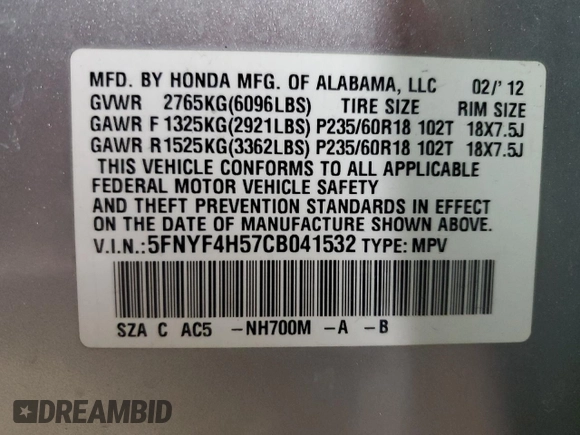 MFD. BY HONDA MFG. OF ALABAMA, LLC 02/'12
GVWR 2765KG(6096LBS) TIRE SIZE RIM SIZE
GAWR F 1325KG(2921LBS) P235/60R18 102T 18X7.5J
GAWR R1525KG(3362LBS) P235/60R18 102T 18X7.5J
THIS VEHICLE CONFORMS TO ALL APPLICABLE
FEDERAL MOTOR VEHICLE SAFETY
AND THEFT PREVENTION STANDARDS IN EFFECT
ON THE DATE OF MANUFACTURE SHOWN ABOVE.
V.I.N.:5FNYF4H57CB041532 TYPE: MPV
SZA C AC5 -NH700M -A -B
DREAMBID